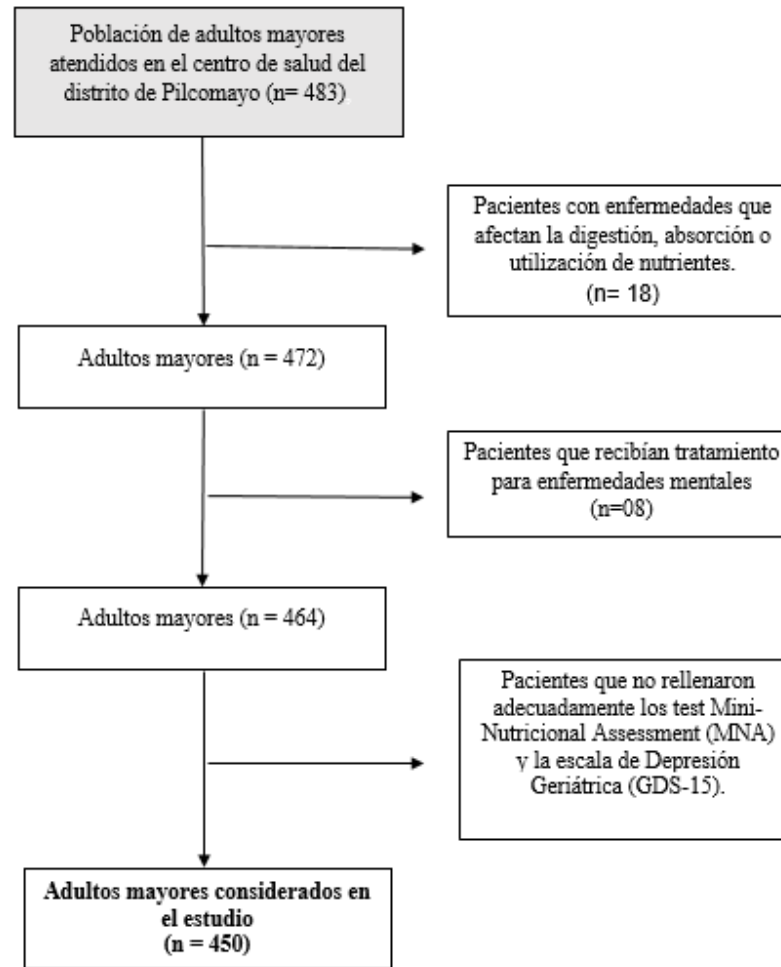 Población de adultos mayores
atendidos en el centro de salud del
distrito de Pilcomayo (n= 483)
Pacientes con enfermedades que
afectan la digestión, absorción o
utilización de nutrientes.
(n= 18)
Adultos mayores (n = 472)
Pacientes que recibían tratamiento
para enfermedades mentales
(n=08)
Adultos mayores (n = 464)
Pacientes que no rellenaron
adecuadamente los test Mini-
Nutricional Assessment (MNA)
y la escala de Depresión
Geriátrica (GDS-15).
Adultos mayores considerados en
el estudio
(n = 450)